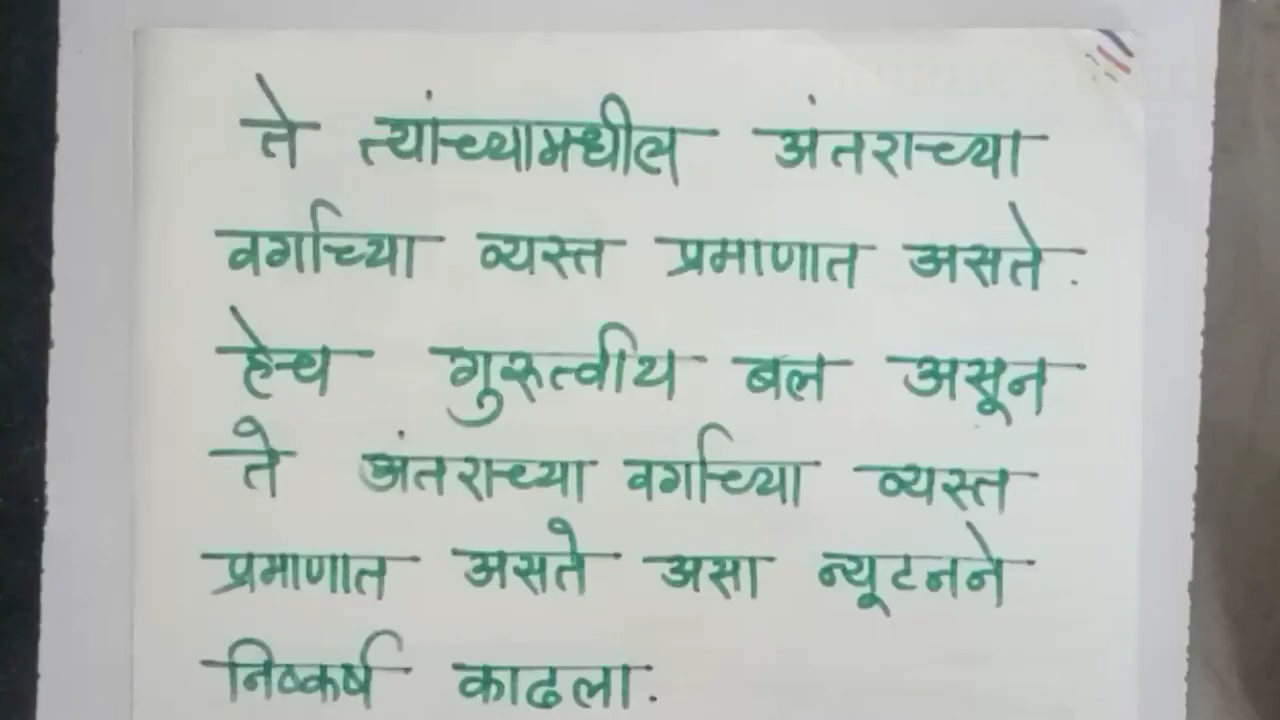 ते त्यांच्यामधील अंतराच्या
वर्गाच्या व्यस्त प्रमाणात असते.
हेच गुरुत्वीय बल असून
ते अंतराच्या वर्गाच्या व्यस्त
प्रमाणात असते असा न्यूटनने
निष्कर्ष काढला.